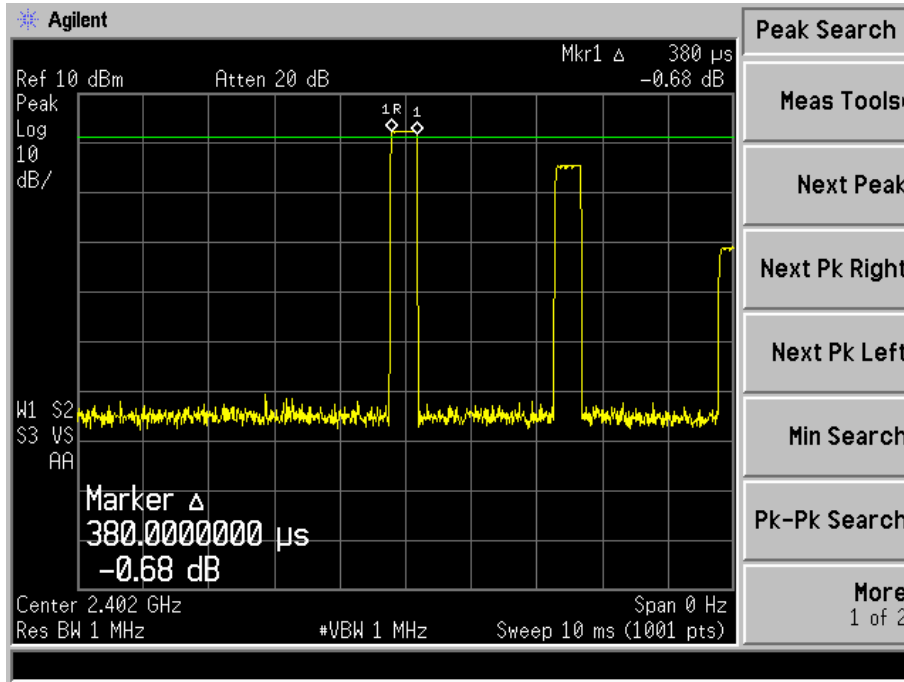 Agilent
Peak Search
Mkr1 Δ 380 µs
Ref 10 dBm Atten 20 dB -0.68 dB
Peak
Log
10
dB/
1R 1
Meas Tools
Next Peak
Next Pk Right
Next Pk Left
W1 S2
S3 VS
AA
Min Search
Marker Δ
380.0000000 µs
-0.68 dB
Pk-Pk Search
Center 2.402 GHz Span 0 Hz
Res BW 1 MHz #VBW 1 MHz Sweep 10 ms (1001 pts)
More
1 of 2